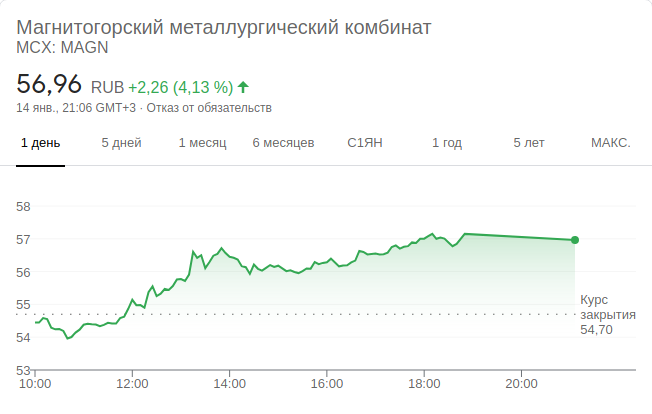 Магнитогорский металлургический комбинат
MCX: MAGN
56,96 RUB +2,26 (4,13 %)
14 янв., 21:06 GMT+3 · Отказ от обязательств
1 день 5 дней 1 месяц 6 месяцев С1ЯН 1 год 5 лет МАКС.
58
57
56
55
54
53
Курс
закрытия
54,70
10:00 12:00 14:00 16:00 18:00 20:00